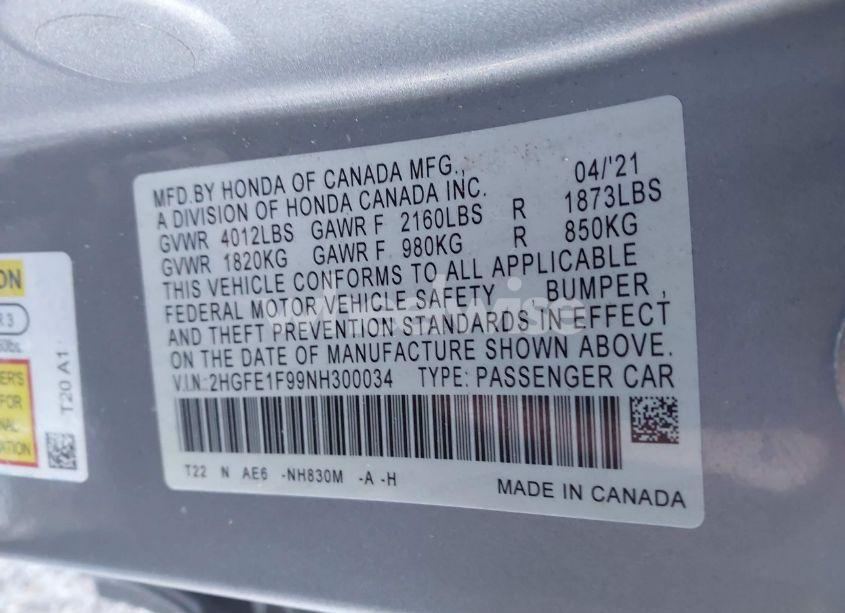 MFD.BY HONDA OF CANADA MFG., 04/'21
A DIVISION OF HONDA CANADA INC.
GVWR 4012LBS GAWR F 2160LBS R 1873LBS
GVWR 1820KG GAWR F 980KG R 850KG
THIS VEHICLE CONFORMS TO ALL APPLICABLE
FEDERAL MOTOR VEHICLE SAFETY BUMPER,
AND THEFT PREVENTION STANDARDS IN EFFECT
ON THE DATE OF MANUFACTURE SHOWN ABOVE.
V.I.N.:2HGFE1F99NH300034 TYPE: PASSENGER CAR
T22 N AE6 -NH830M -A -H
MADE IN CANADA
T20 A1